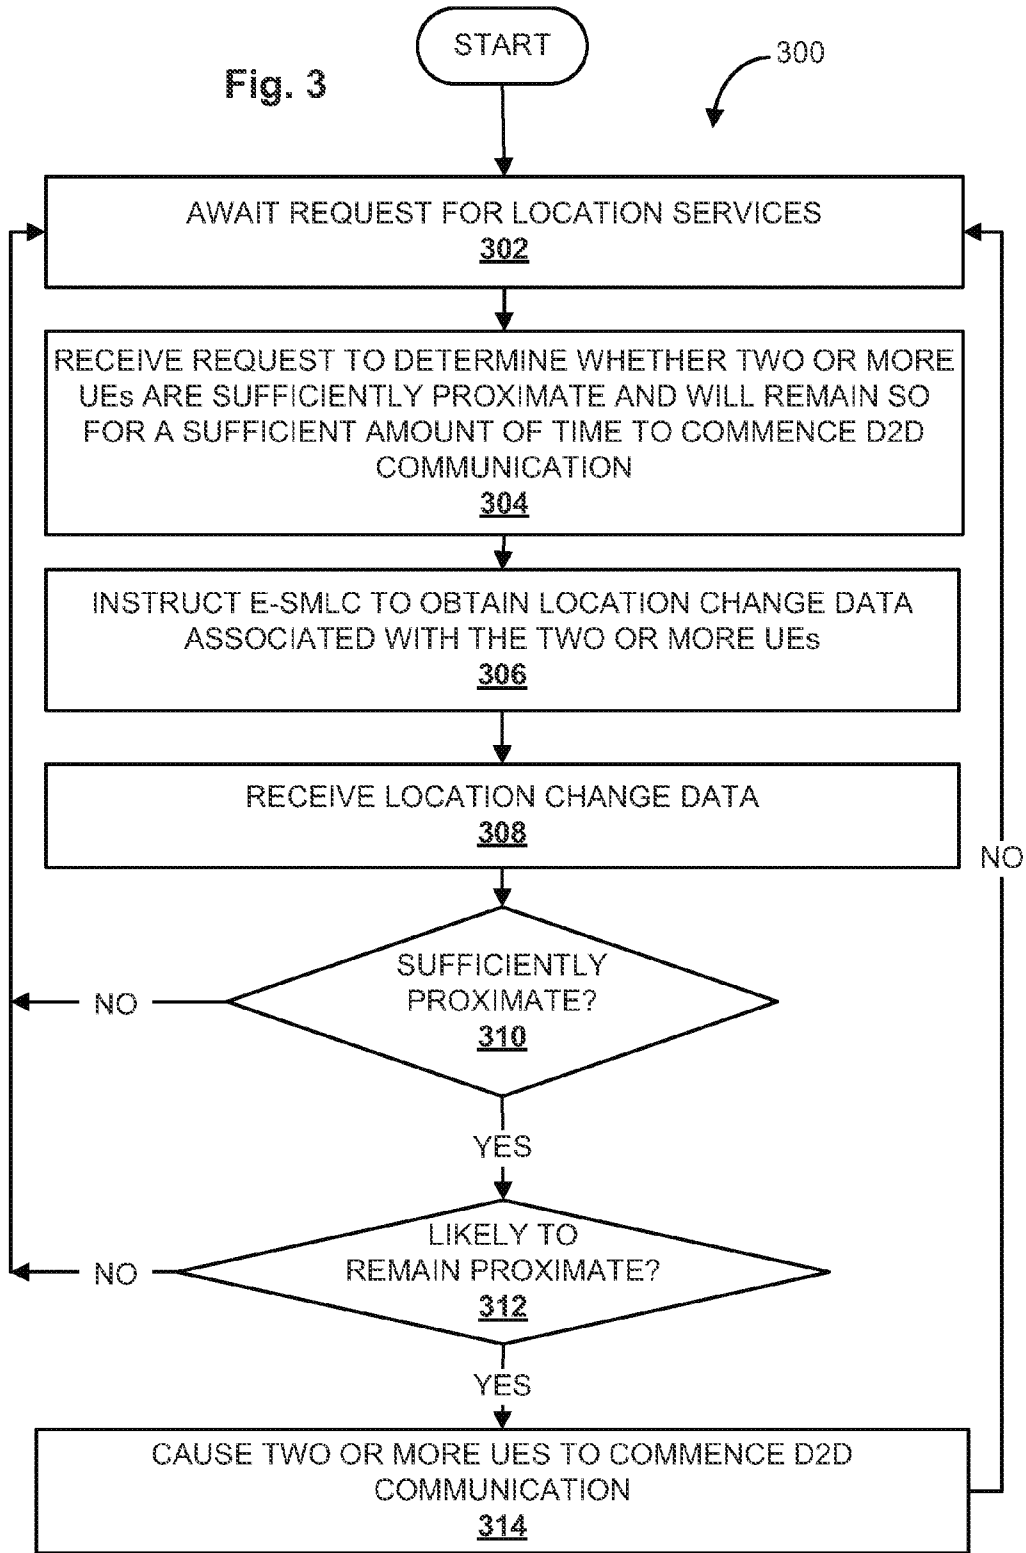 START
Fig. 3
300
AWAIT REQUEST FOR LOCATION SERVICES
302
RECEIVE REQUEST TO DETERMINE WHETHER TWO OR MORE
UEs ARE SUFFICIENTLY PROXIMATE AND WILL REMAIN SO
FOR A SUFFICIENT AMOUNT OF TIME TO COMMENCE D2D
COMMUNICATION
304
INSTRUCT E-SMLC TO OBTAIN LOCATION CHANGE DATA
ASSOCIATED WITH THE TWO OR MORE UEs
306
RECEIVE LOCATION CHANGE DATA
308
NO
SUFFICIENTLY
PROXIMATE?
310
NO
YES
LIKELY TO
REMAIN PROXIMATE?
312
NO
YES
CAUSE TWO OR MORE UES TO COMMENCE D2D
COMMUNICATION
314